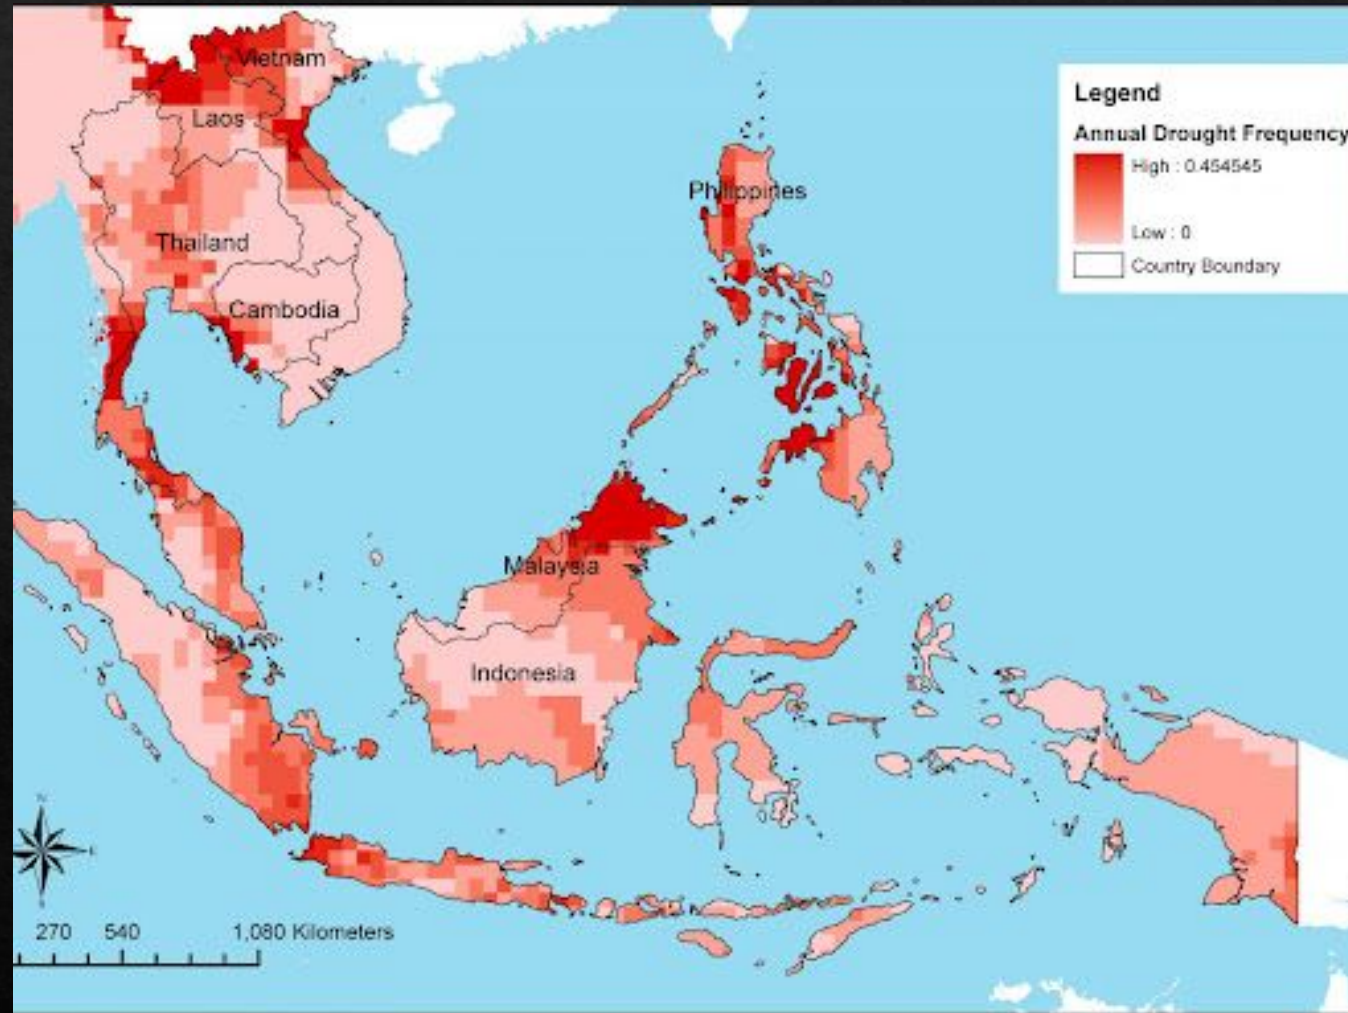 Vietnam
Laos
Thailand
Cambodia
Philippines
Malaysia
Indonesia
Legend
Annual Drought Frequency
High : 0.454545
Low : 0
Country Boundary
N
270 540 1,080 Kilometers